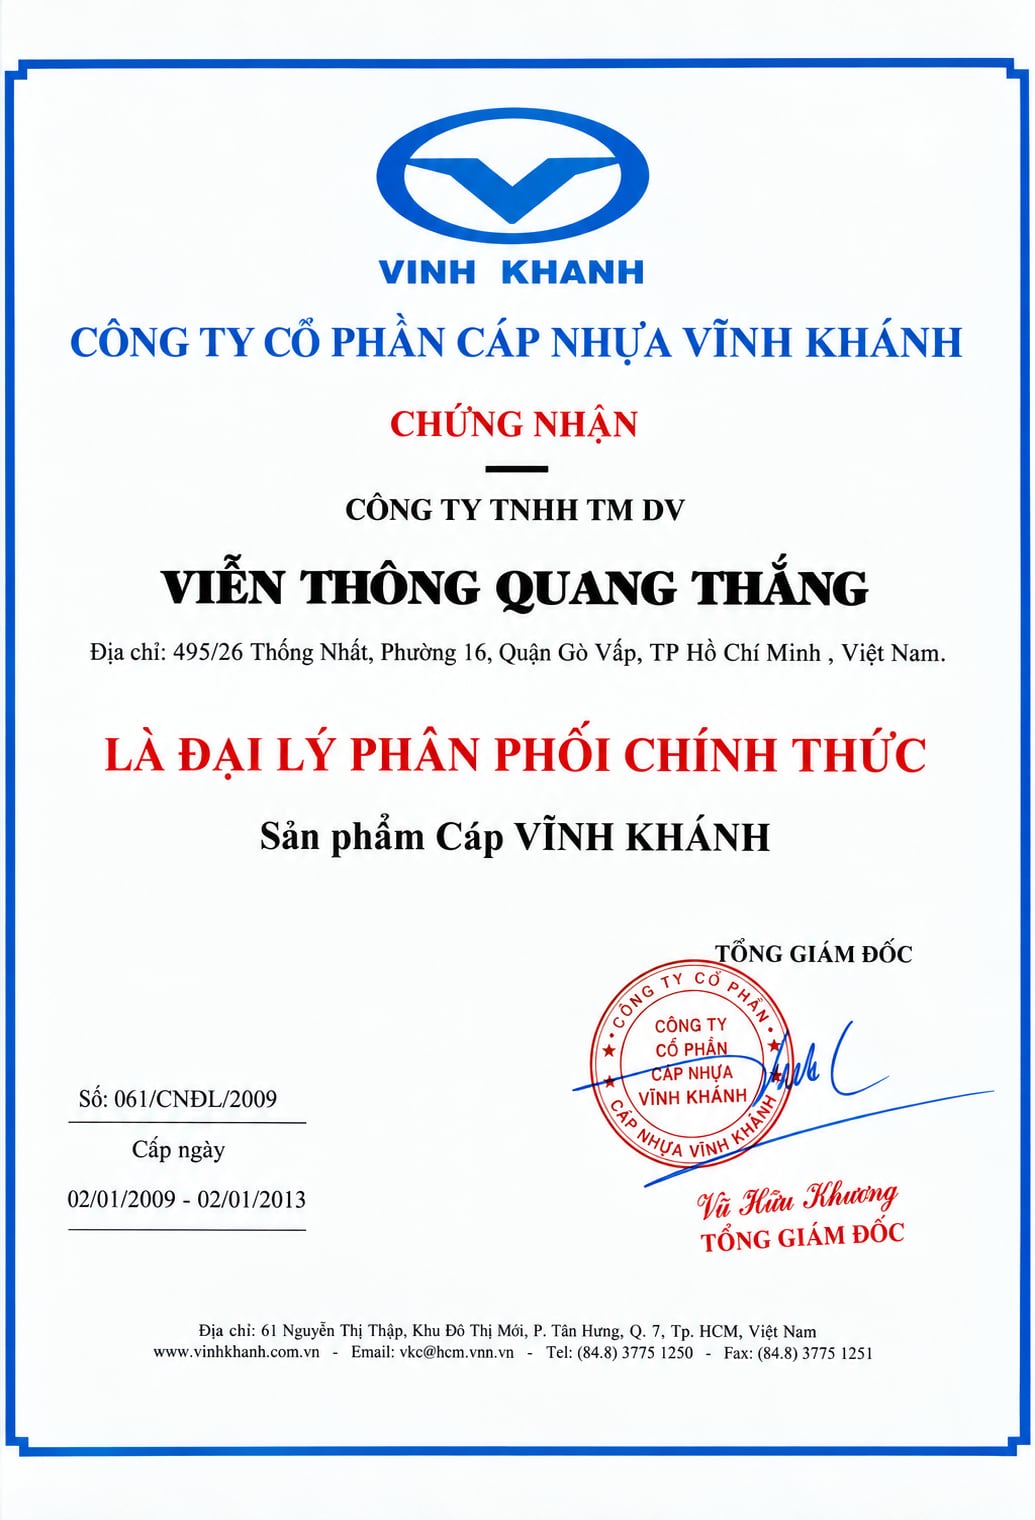 VINH KHANH
CÔNG TY CỔ PHẦN CÁP NHỰA VĨNH KHÁNH
CHỨNG NHẬN
CÔNG TY TNHH TM DV
VIỄN THÔNG QUANG THẮNG
Địa chỉ: 495/26 Thống Nhất, Phường 16, Quận Gò Vấp, TP Hồ Chí Minh , Việt Nam.
LÀ ĐẠI LÝ PHÂN PHỐI CHÍNH THỨC
Sản phẩm Cáp VĨNH KHÁNH
TỔNG GIÁM ĐỐC
CÔNG TY CỔ PHẦN
CÔNG TY
CỔ PHẦN
CÁP NHỰA
VĨNH KHÁNH
CÁP NHỰA VĨNH KHÁNH
Số: 061/CNĐL/2009
Cấp ngày
02/01/2009 - 02/01/2013
Vũ Hữu Khương
TỔNG GIÁM ĐỐC
Địa chỉ: 61 Nguyễn Thị Thập, Khu Đô Thị Mới, P. Tân Hưng, Q. 7, Tp. HCM, Việt Nam
www.vinhkhanh.com.vn - Email: vkc@hcm.vnn.vn - Tel: (84.8) 3775 1250 - Fax: (84.8) 3775 1251